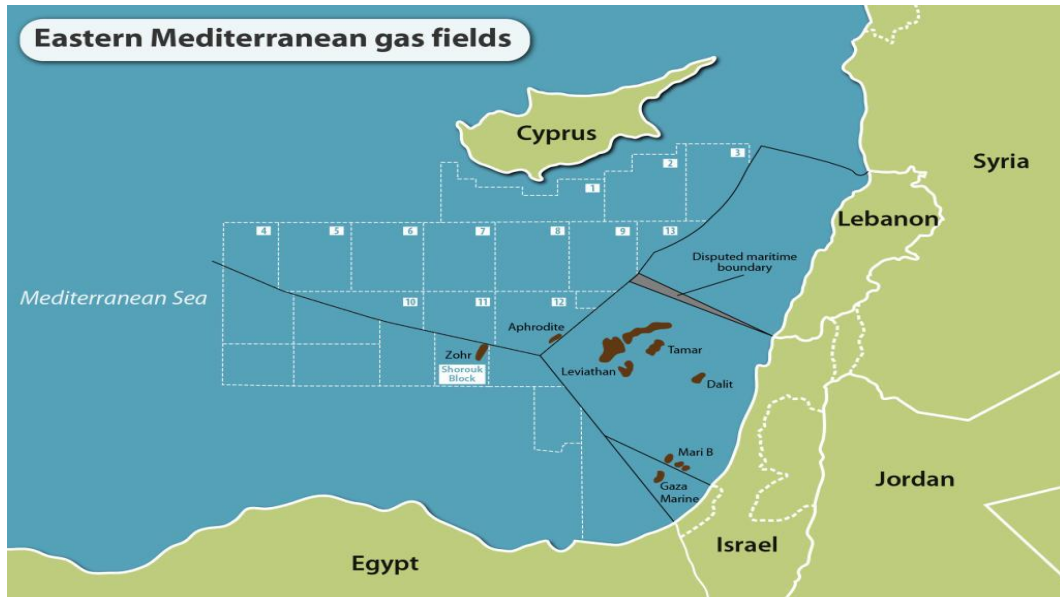 Eastern Mediterranean gas fields
Cyprus
Syria
Lebanon
3
2
1
4
5
6
7
8
9
13
Disputed maritime
boundary
Mediterranean Sea
10
11
12
Aphrodite
Zohr
Shorouk
Block
Tamar
Leviathan
Dalit
Mari B
Gaza
Marine
Jordan
Israel
Egypt